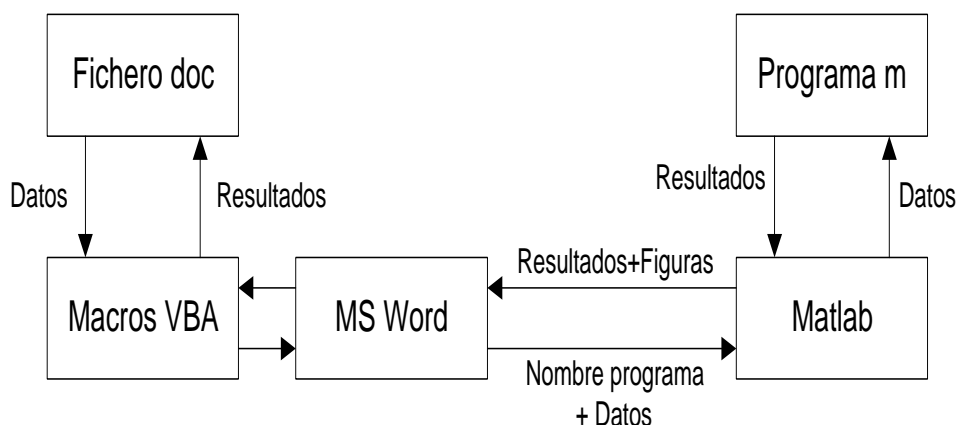 Fichero doc
Programa m
Datos
Resultados
Resultados
Datos
Resultados+Figuras
Macros VBA
MS Word
Matlab
Nombre programa
+ Datos